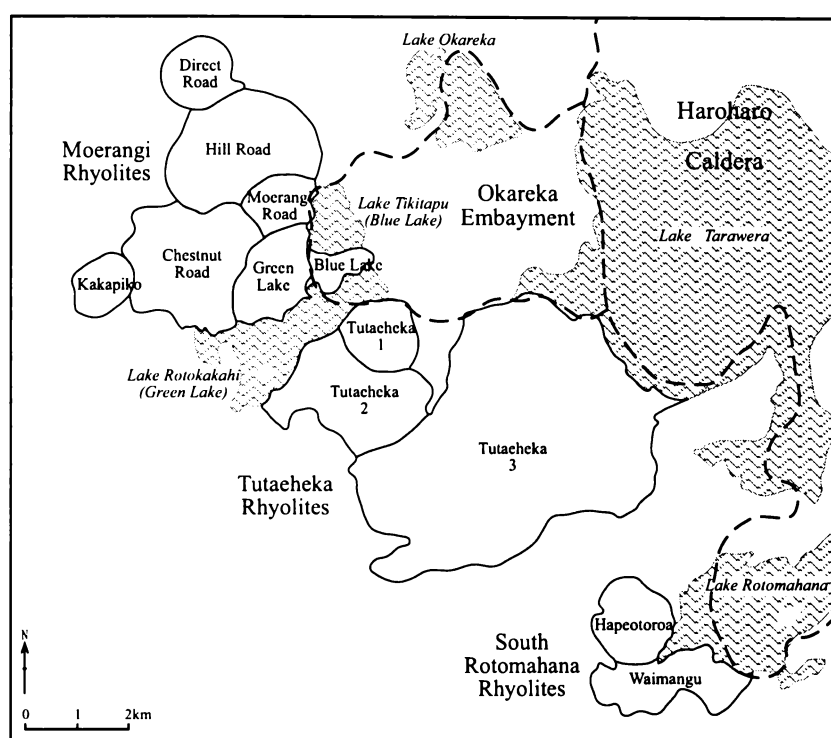 Lake Okareka
Direct
Road
Haroharo
Caldera
Hill Road
Moerangi
Rhyolites
Moerangi
Road
Lake Tikitapu
(Blue Lake)
Okareka
Embayment
Lake Tarawera
Chestnut
Road
Green
Lake
Blue Lake
Kakapiko
Tutaeheka
1
Lake Rotokakahi
(Green Lake)
Tutaeheka
2
Tutaeheka
3
Tutaeheka
Rhyolites
Lake Rotomahana
Hapeotoroa
South
Rotomahana
Rhyolites
Waimangu
N
0 1 2km